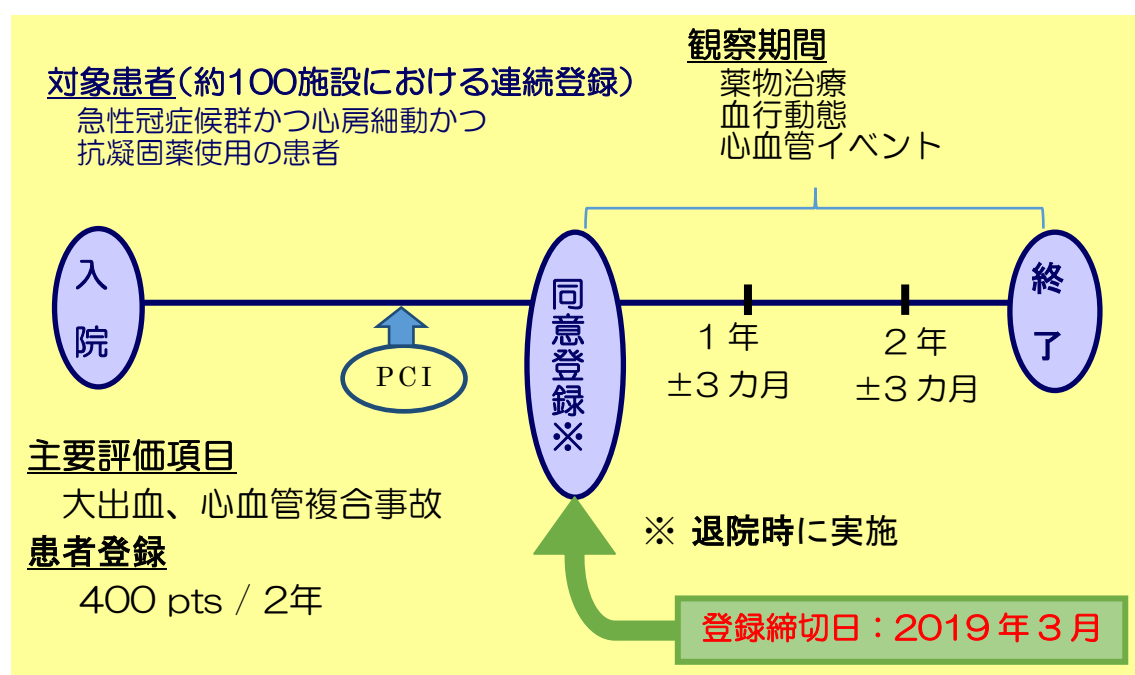 対象患者(約100施設における連続登録)
急性冠症候群かつ心房細動かつ
抗凝固薬使用の患者
観察期間
薬物治療
血行動態
心血管イベント
入院
PCI
同意登録※
1年
±3カ月
2年
±3カ月
終了
主要評価項目
大出血、心血管複合事故
患者登録
400 pts / 2年
※ 退院時に実施
登録締切日：2019年3月